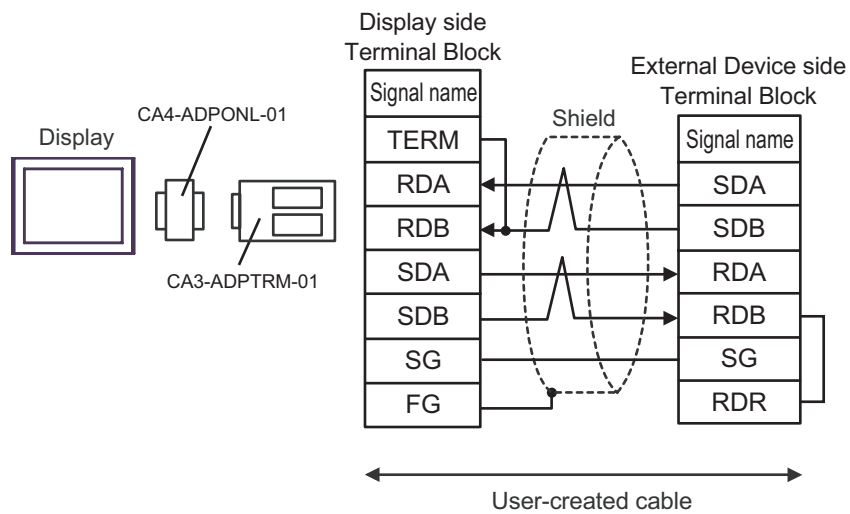 Display side
Terminal Block
External Device side
Terminal Block
CA4-ADPONL-01
Display
CA3-ADPTRM-01
Shield
Signal name
TERM
RDA
RDB
SDA
SDB
SG
FG
Signal name
SDA
SDB
RDA
RDB
SG
RDR
User-created cable